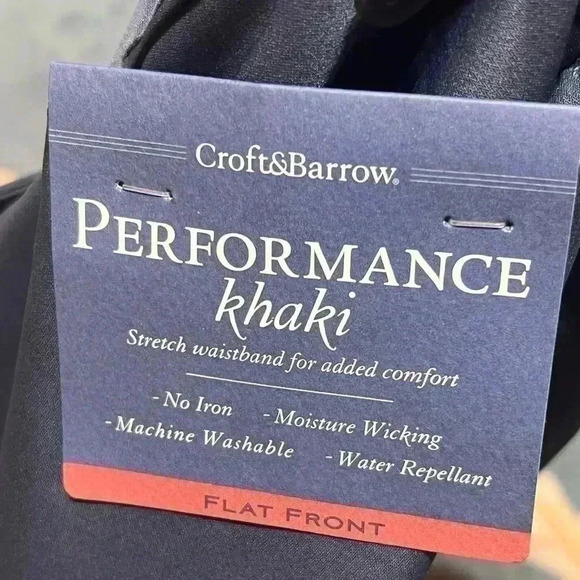 Croft&Barrow®
PERFORMANCE
khaki
Stretch waistband for added comfort
- No Iron - Moisture Wicking
- Machine Washable - Water Repellant
FLAT FRONT